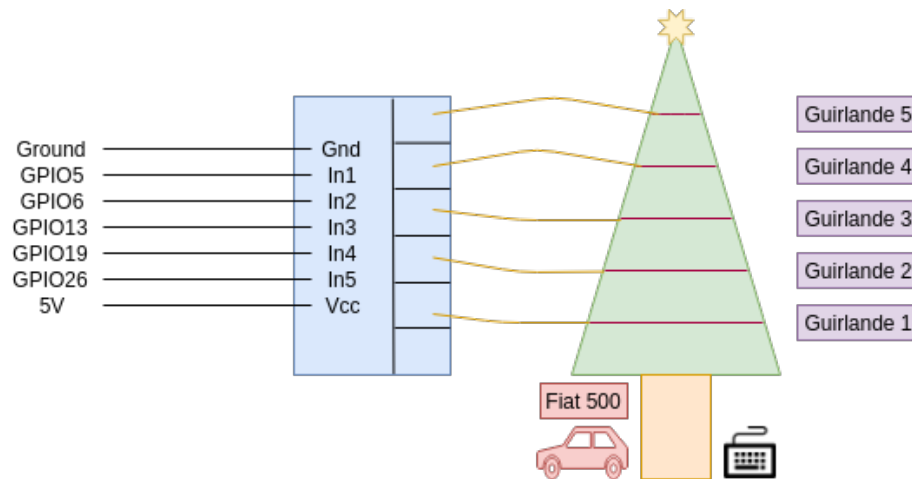 Ground
GPIO5
GPIO6
GPIO13
GPIO19
GPIO26
5V
Gnd
In1
In2
In3
In4
In5
Vcc
Guirlande 5
Guirlande 4
Guirlande 3
Guirlande 2
Guirlande 1
Fiat 500